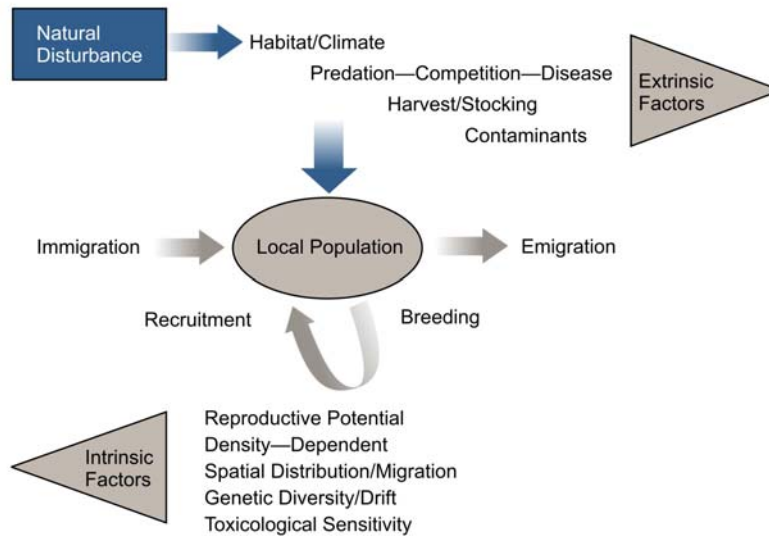 Natural
Disturbance
Habitat/Climate
Predation—Competition—Disease
Harvest/Stocking
Contaminants
Extrinsic
Factors
Immigration
Local Population
Emigration
Recruitment
Breeding
Intrinsic
Factors
Reproductive Potential
Density—Dependent
Spatial Distribution/Migration
Genetic Diversity/Drift
Toxicological Sensitivity